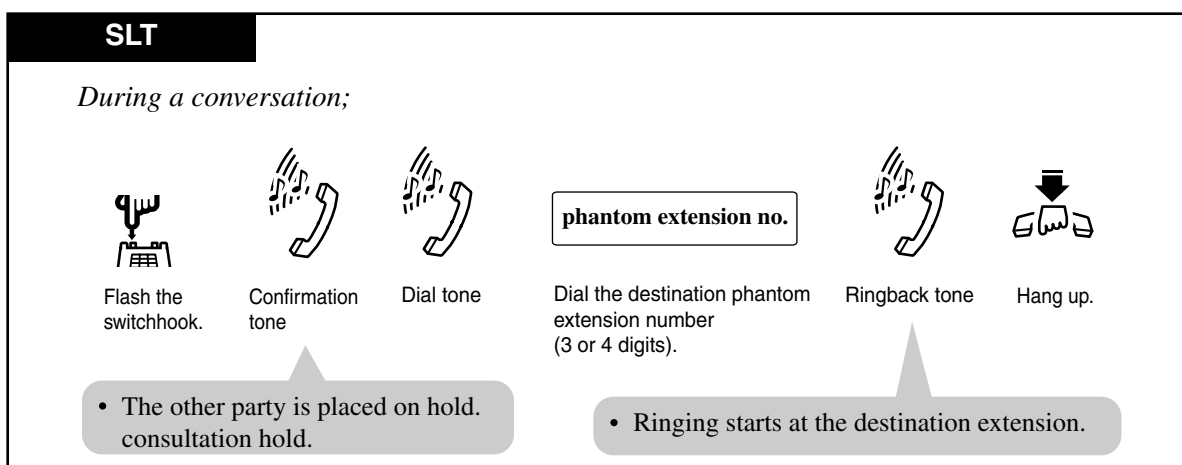 SLT
During a conversation;
phantom extension no.
Flash the
switchhook.
Confirmation
tone
Dial tone
Dial the destination phantom
extension number
(3 or 4 digits).
Ringback tone
Hang up.
• The other party is placed on hold.
consultation hold.
• Ringing starts at the destination extension.